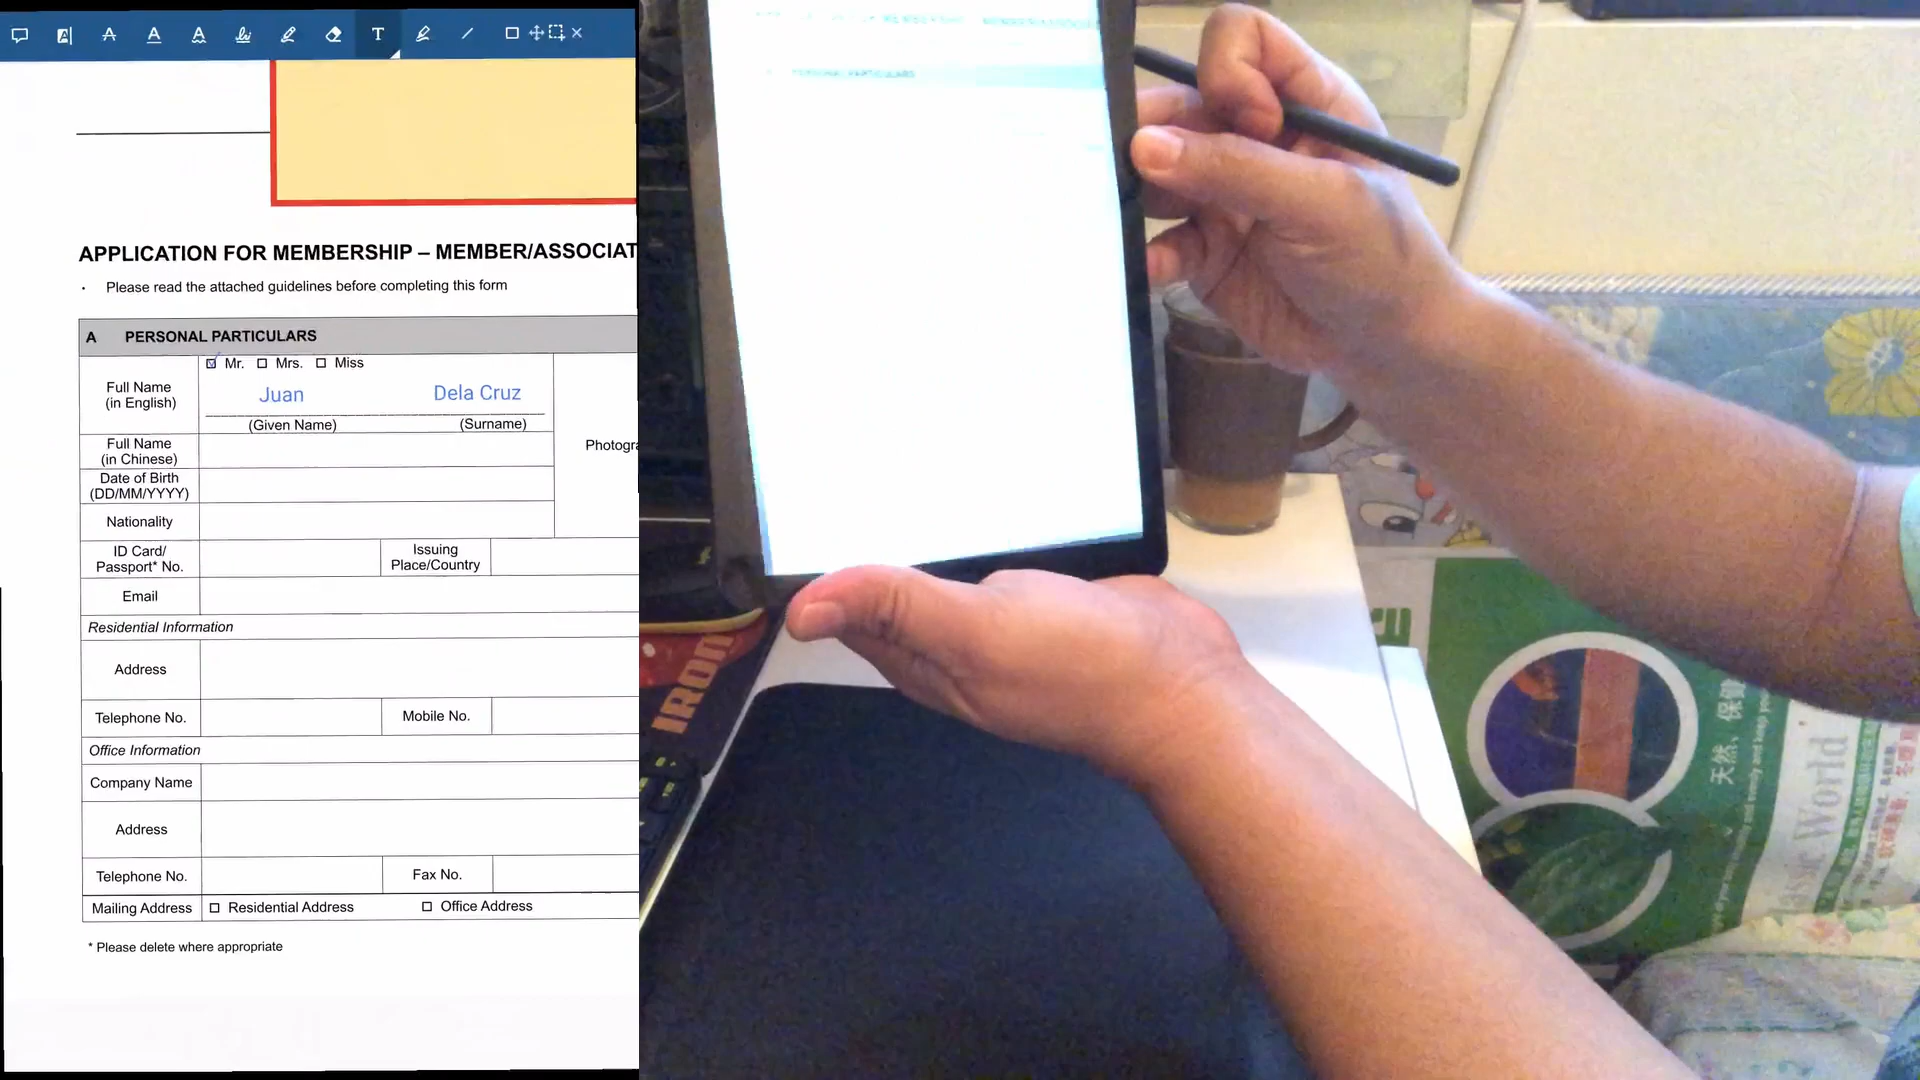 APPLICATION FOR MEMBERSHIP – MEMBER/ASSOCIAT
· Please read the attached guidelines before completing this form
A PERSONAL PARTICULARS
Full Name
(in English)
Mr. Mrs. Miss
Juan Dela Cruz
(Given Name) (Surname)
Photogra
Full Name
(in Chinese)
Date of Birth
(DD/MM/YYYY)
Nationality
ID Card/
Passport* No.
Issuing
Place/Country
Email
Residential Information
Address
Telephone No. Mobile No.
Office Information
Company Name
Address
Telephone No. Fax No.
Mailing Address Residential Address Office Address
* Please delete where appropriate
PERSONAL PARTICULARS
IRON
天然、保健
World